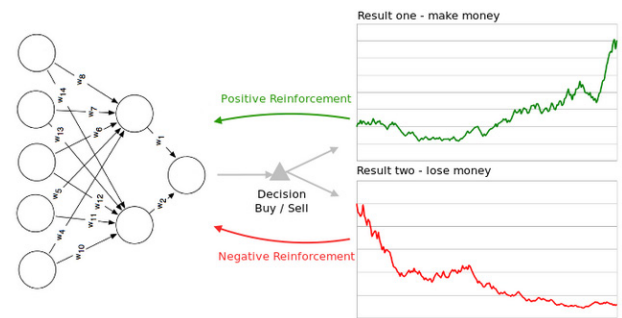 Result one - make money
w8
w14
w7
w13
w6
w1
w5
w12
w2
w11
w4
w10
Positive Reinforcement
Decision
Buy / Sell
Result two - lose money
Negative Reinforcement